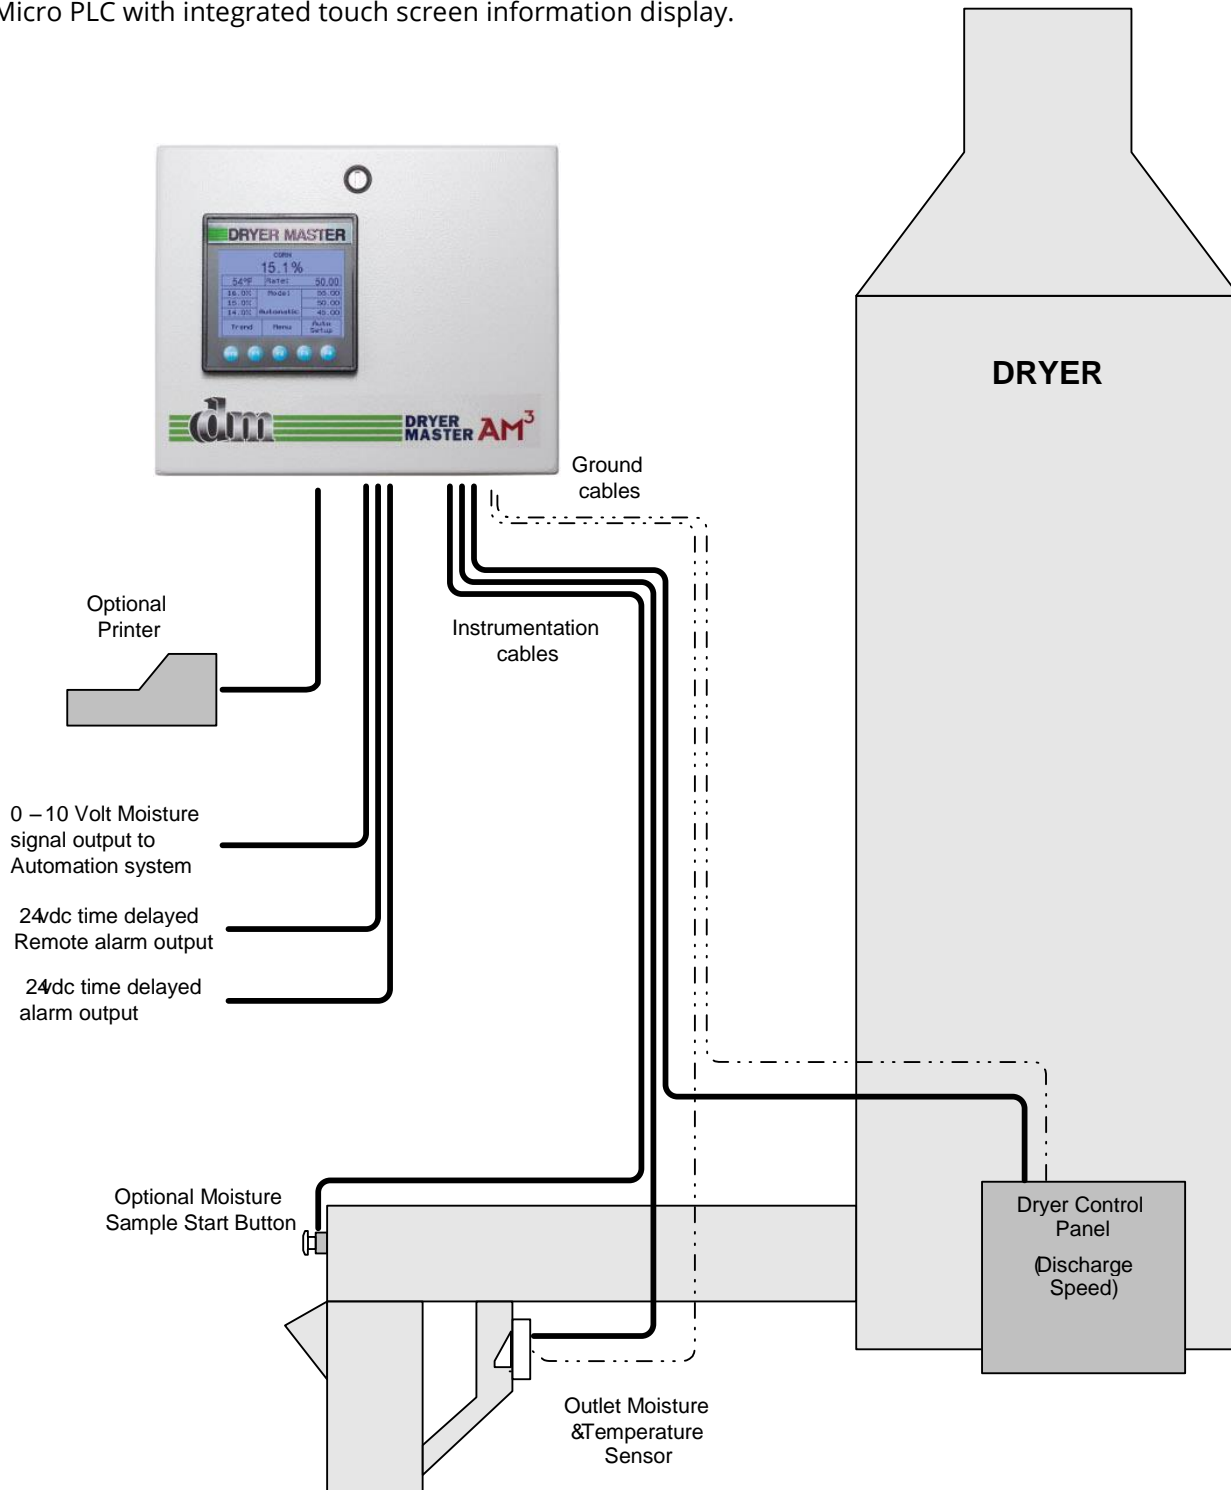 Micro PLC with integrated touch screen information display.
DRYER MASTER
CORN
15.1%
54°F Rate: 50.00
16.0% Mode: 55.00
15.0% 50.00
14.0% Automatic 45.00
Trend Menu Auto Setup
dm
DRYER
MASTER AM3
DRYER
Ground
cables
Optional
Printer
Instrumentation
cables
0 – 10 Volt Moisture
signal output to
Automation system
24vdc time delayed
Remote alarm output
24vdc time delayed
alarm output
Optional Moisture
Sample Start Button
Dryer Control
Panel
(Discharge
Speed)
Outlet Moisture
&Temperature
Sensor